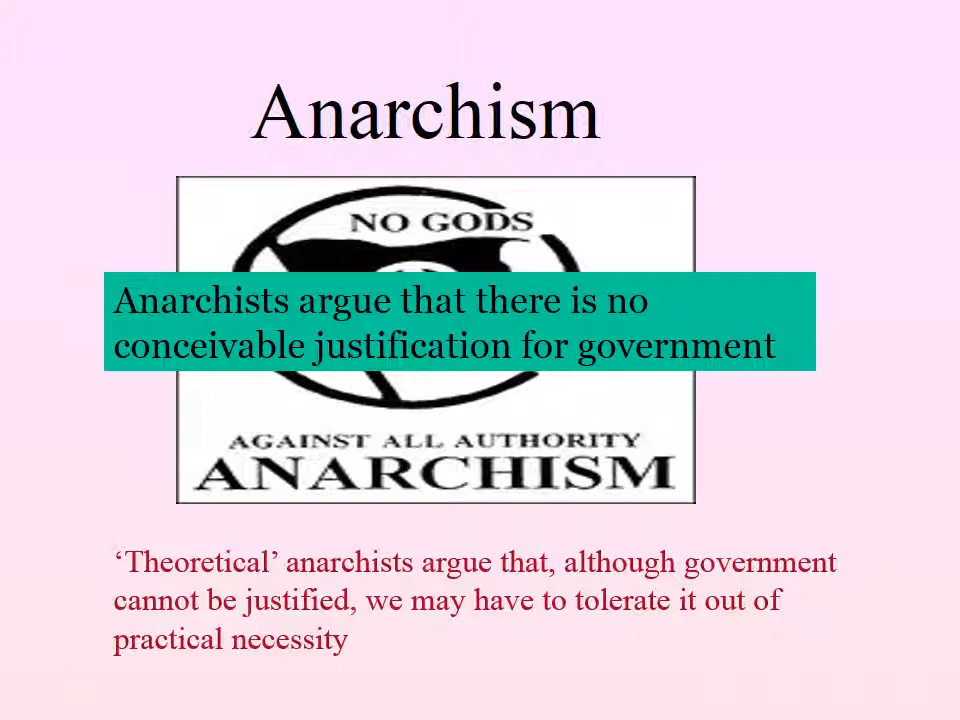 Anarchism
NO GODS
Anarchists argue that there is no
conceivable justification for government
AGAINST ALL AUTHORITY
ANARCHISM
‘Theoretical’ anarchists argue that, although government
cannot be justified, we may have to tolerate it out of
practical necessity